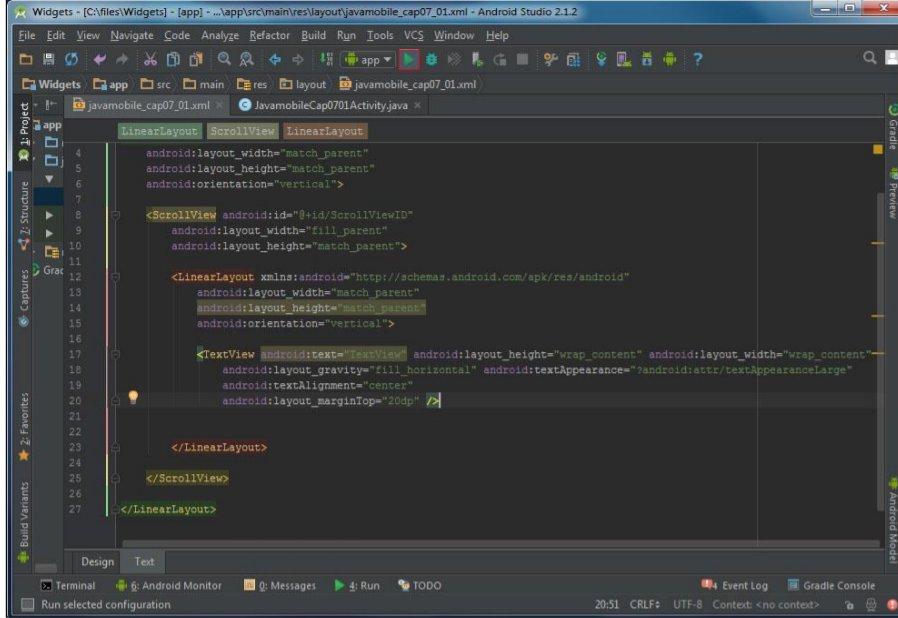 Widgets - [C:\files\Widgets] - [app] - ...\app\src\main\res\layout\javamobile_cap07_01.xml - Android Studio 2.1.2
File Edit View Navigate Code Analyze Refactor Build Run Tools VCS Window Help
app
Widgets app src main res layout javamobile_cap07_01.xml
javamobile_cap07_01.xml JavamobileCap0701Activity.java
1: Project
7: Structure
Captures
2: Favorites
Build Variants
app
j
Grad
LinearLayout ScrollView LinearLayout
4 android:layout_width="match_parent"
5 android:layout_height="match_parent"
6 android:orientation="vertical">
7
8 <ScrollView android:id="@+id/ScrollViewID"
9 android:layout_width="fill_parent"
10 android:layout_height="match_parent">
11
12 <LinearLayout xmlns:android="http://schemas.android.com/apk/res/android"
13 android:layout_width="match_parent"
14 android:layout_height="match_parent"
15 android:orientation="vertical">
16
17 <TextView android:text="TextView" android:layout_height="wrap_content" android:layout_width="wrap_content"
18 android:layout_gravity="fill_horizontal" android:textAppearance="?android:attr/textAppearanceLarge"
19 android:textAlignment="center"
20 android:layout_marginTop="20dp" />
21
22
23 </LinearLayout>
24
25 </ScrollView>
26
27 </LinearLayout>
Gradle
Preview
Android Model
Design Text
Terminal 6: Android Monitor 0: Messages 4: Run TODO 4 Event Log Gradle Console
Run selected configuration 20:51 CRLF UTF-8 Context: <no context>